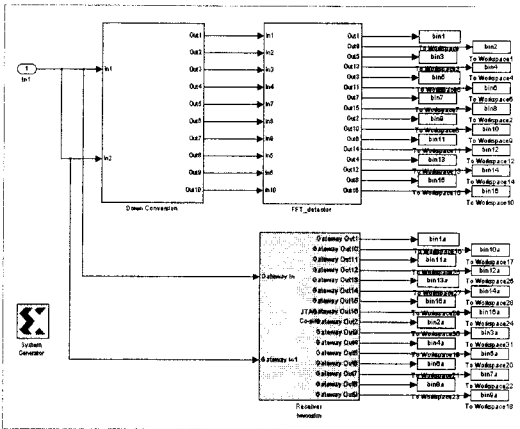 1
In1
In1
In2
Out1
Out2
Out3
Out4
Out5
Out6
Out7
Out8
Out9
Out10
Down Conversion
In1
In2
In3
In4
In5
In7
In8
In10
Out1
Out9
Out5
Out13
Out3
Out11
Out7
Out15
Out2
Out10
Out6
Out14
Out4
Out12
Out8
Out16
FFT_detector
bin1
bin2
To Workspace1
bin3
bin4
To Workspace4
bin5
bin6
bin7
bin8
To Workspace2
bin9
bin10
To Workspace9
bin11
bin12
To Workspace12
bin13
bin14
To Workspace14
bin15
bin16
To Workspace10
Gateway In
Gateway In1
Gateway Out1
Gateway Out10
Gateway Out11
Gateway Out12
Gateway Out13
Gateway Out14
Gateway Out15
JTAG
Gateway Out16
Gateway Out2
Gateway Out3
Gateway Out4
Gateway Out5
Gateway Out6
Gateway Out7
Gateway Out8
Gateway Out9
Receiver
bin1a
bin10a
To Workspace17
bin11a
bin12a
To Workspace26
bin13a
bin14a
To Workspace28
bin15a
bin16a
bin2a
bin3a
To Workspace31
bin4a
bin5a
To Workspace20
bin6a
bin7a
To Workspace22
bin8a
bin9a
To Workspace18
System
Generator